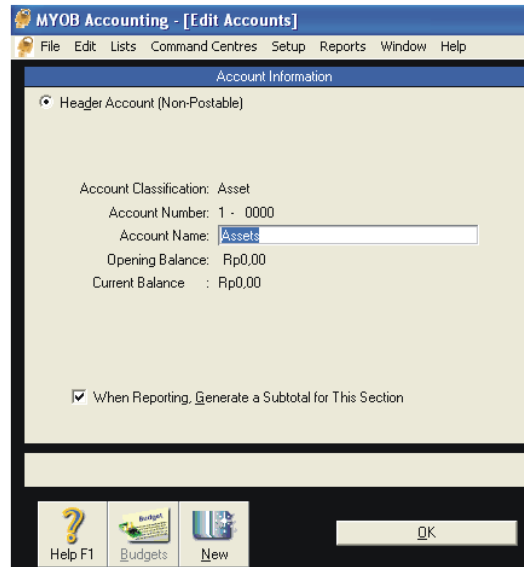 MYOB Accounting - [Edit Accounts]
File Edit Lists Command Centres Setup Reports Window Help
Account Information
Header Account (Non-Postable)
Account Classification: Asset
Account Number: 1 - 0000
Account Name: Assets
Opening Balance: Rp0,00
Current Balance : Rp0,00
When Reporting, Generate a Subtotal for This Section
Budget
Help F1 Budgets New OK